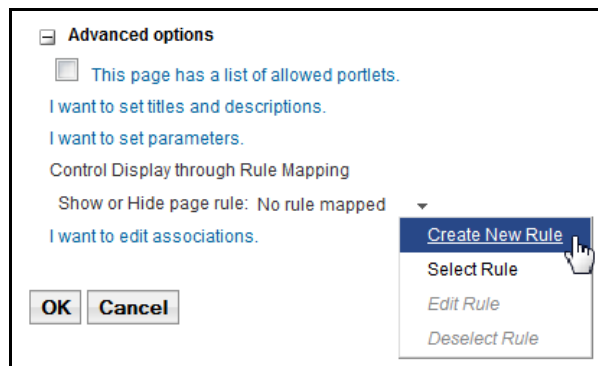 Advanced options
This page has a list of allowed portlets.
I want to set titles and descriptions.
I want to set parameters.
Control Display through Rule Mapping
Show or Hide page rule: No rule mapped
I want to edit associations.
Create New Rule
Select Rule
Edit Rule
Deselect Rule
OK Cancel